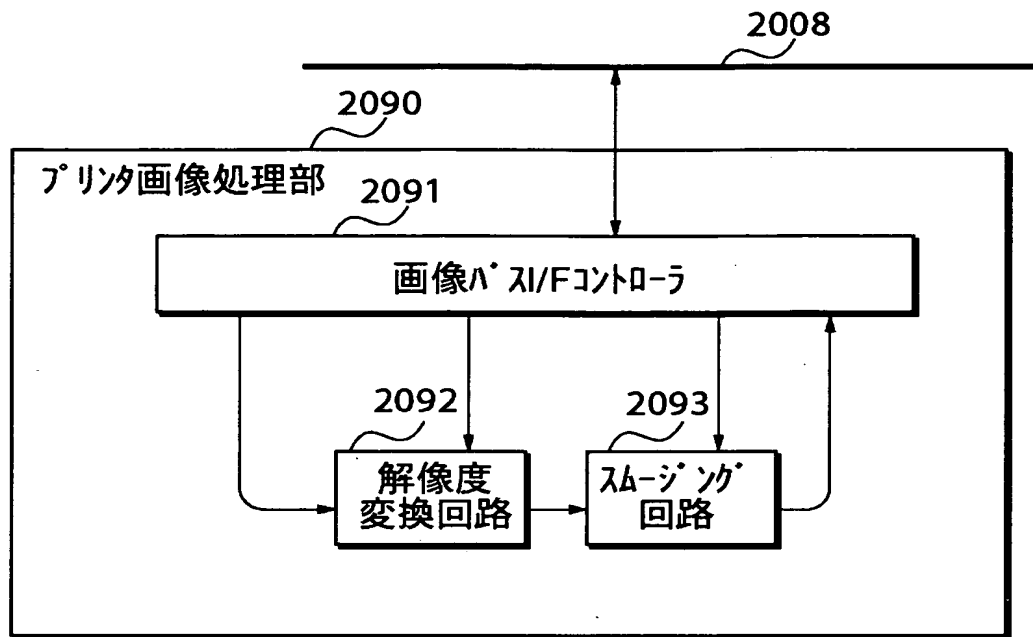 2008
2090
ﾌﾟﾘﾝﾀ画像処理部
2091
画像ﾊﾞｽI/Fｺﾝﾄﾛｰﾗ
2092
2093
解像度
変換回路
ｽﾑｰｼﾞﾝｸﾞ
回路